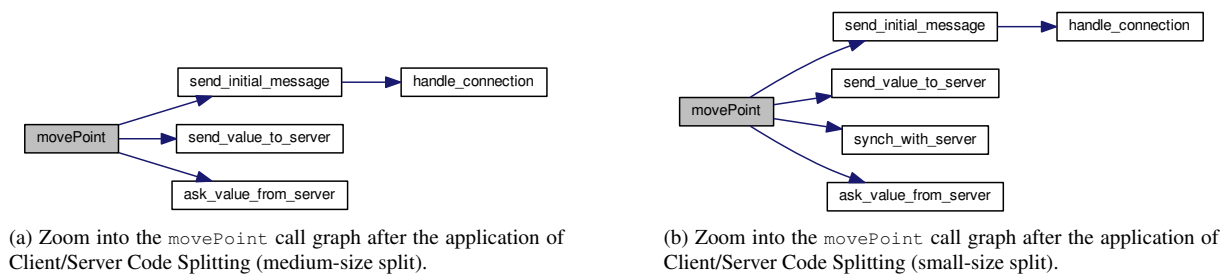 send_initial_message
handle_connection
movePoint
send_value_to_server
ask_value_from_server
(a) Zoom into the movePoint call graph after the application of
Client/Server Code Splitting (medium-size split).
send_initial_message
handle_connection
send_value_to_server
movePoint
synch_with_server
ask_value_from_server
(b) Zoom into the movePoint call graph after the application of
Client/Server Code Splitting (small-size split).